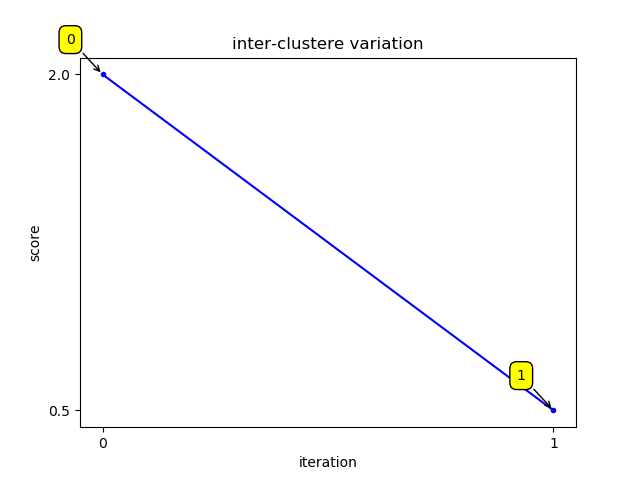 0
inter-clustere variation
2.0
score
1
0.5
0
1
iteration